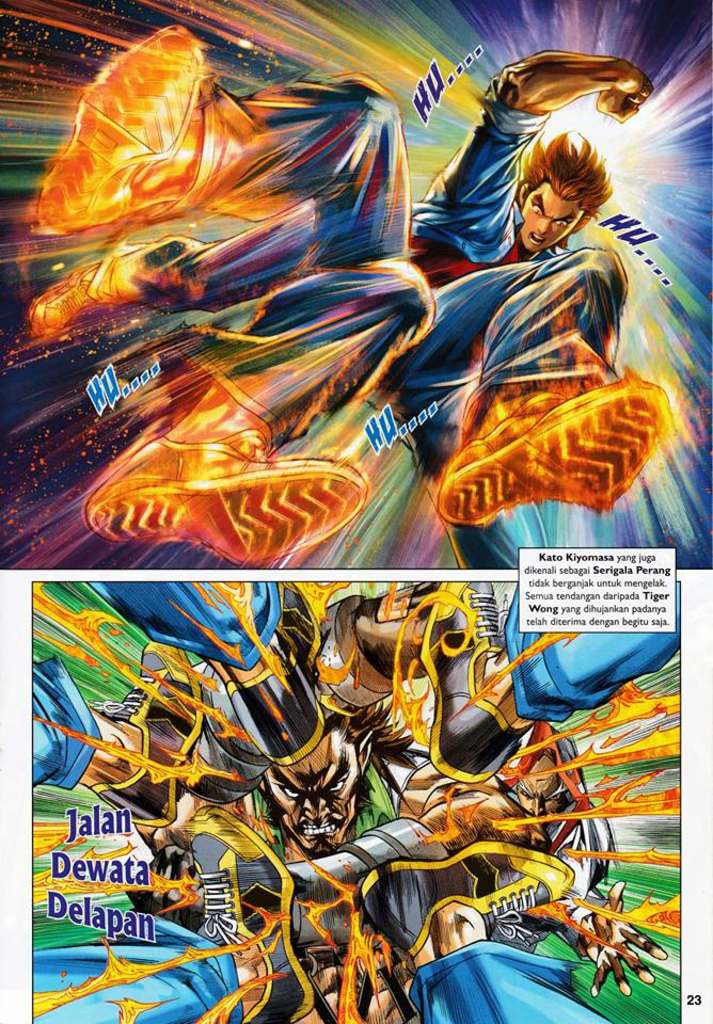 HU....
HU....
HU....
HU....
Kato Kiyomasa yang juga
dikenali sebagai Serigala Perang
tidak berganjak untuk mengelak.
Semua tendangan daripada Tiger
Wong yang dihujankan padanya
telah diterima dengan begitu saja.
Jalan
Dewata
Delapan
23